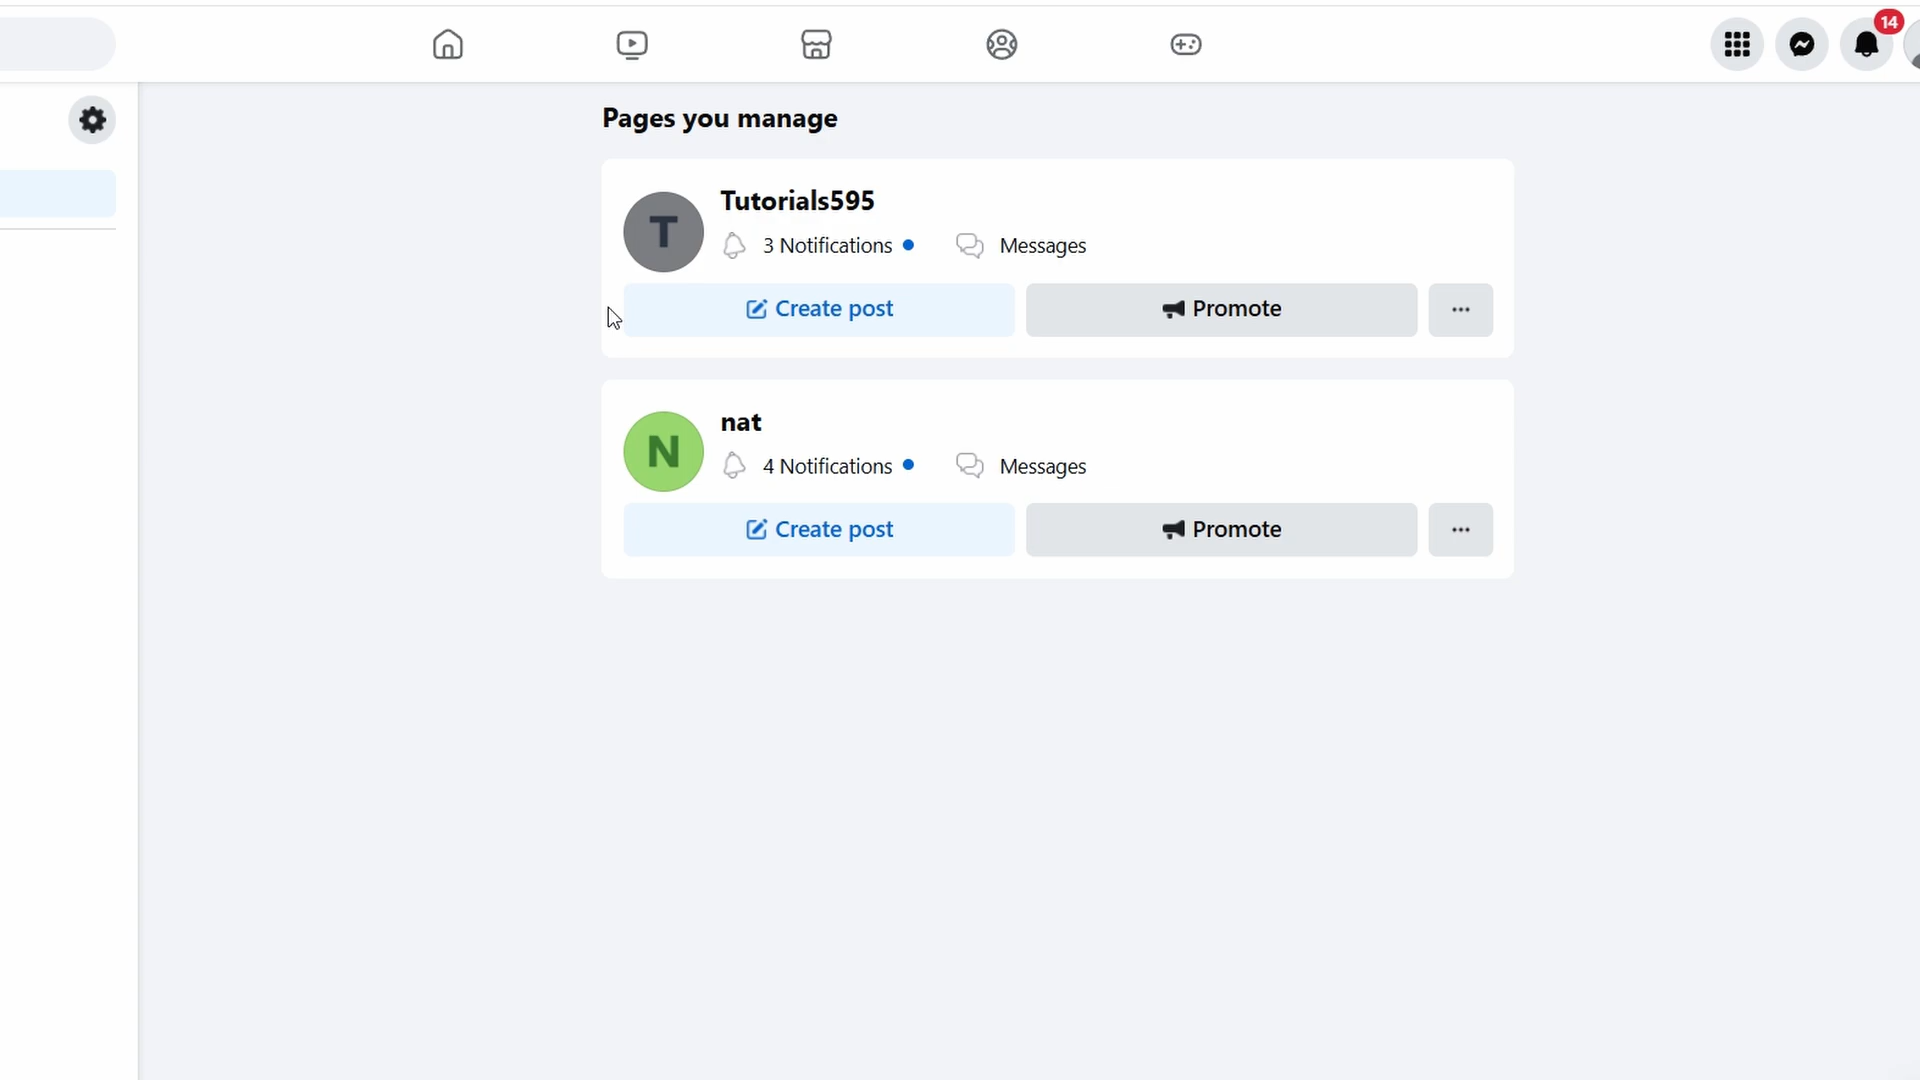 14
Pages you manage
T
Tutorials595
3 Notifications
Messages
Create post
Promote
N
nat
4 Notifications
Messages
Create post
Promote